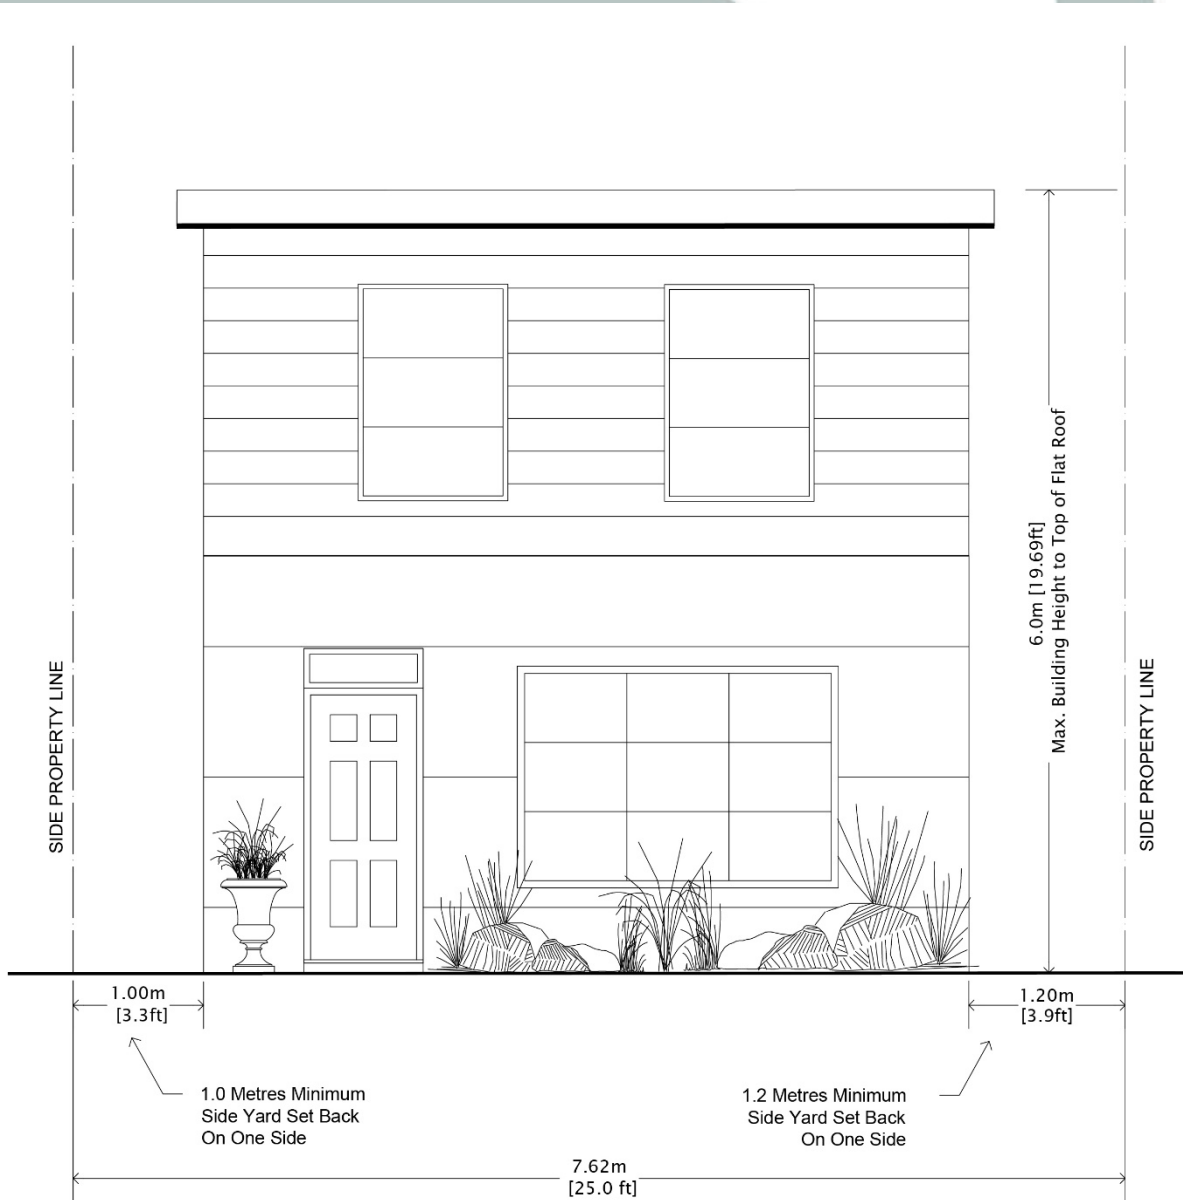 6.0m [19.69ft]
Max. Building Height to Top of Flat Roof
SIDE PROPERTY LINE
SIDE PROPERTY LINE
1.00m
[3.3ft]
1.20m
[3.9ft]
1.0 Metres Minimum
Side Yard Set Back
On One Side
1.2 Metres Minimum
Side Yard Set Back
On One Side
7.62m
[25.0 ft]